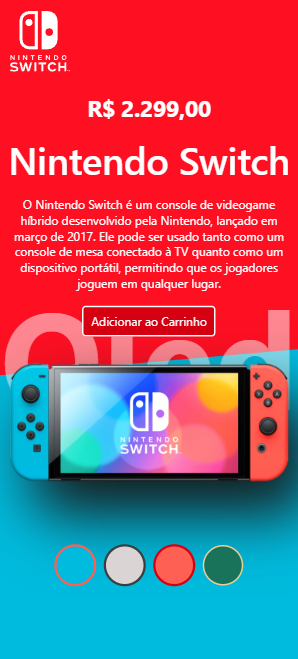 NINTENDO
SWITCH
R$ 2.299,00
Nintendo Switch
O Nintendo Switch é um console de videogame
híbrido desenvolvido pela Nintendo, lançado em
março de 2017. Ele pode ser usado tanto como um
console de mesa conectado à TV quanto como um
dispositivo portátil, permitindo que os jogadores
joguem em qualquer lugar.
Adicionar ao Carrinho
Oled
NINTENDO
SWITCH